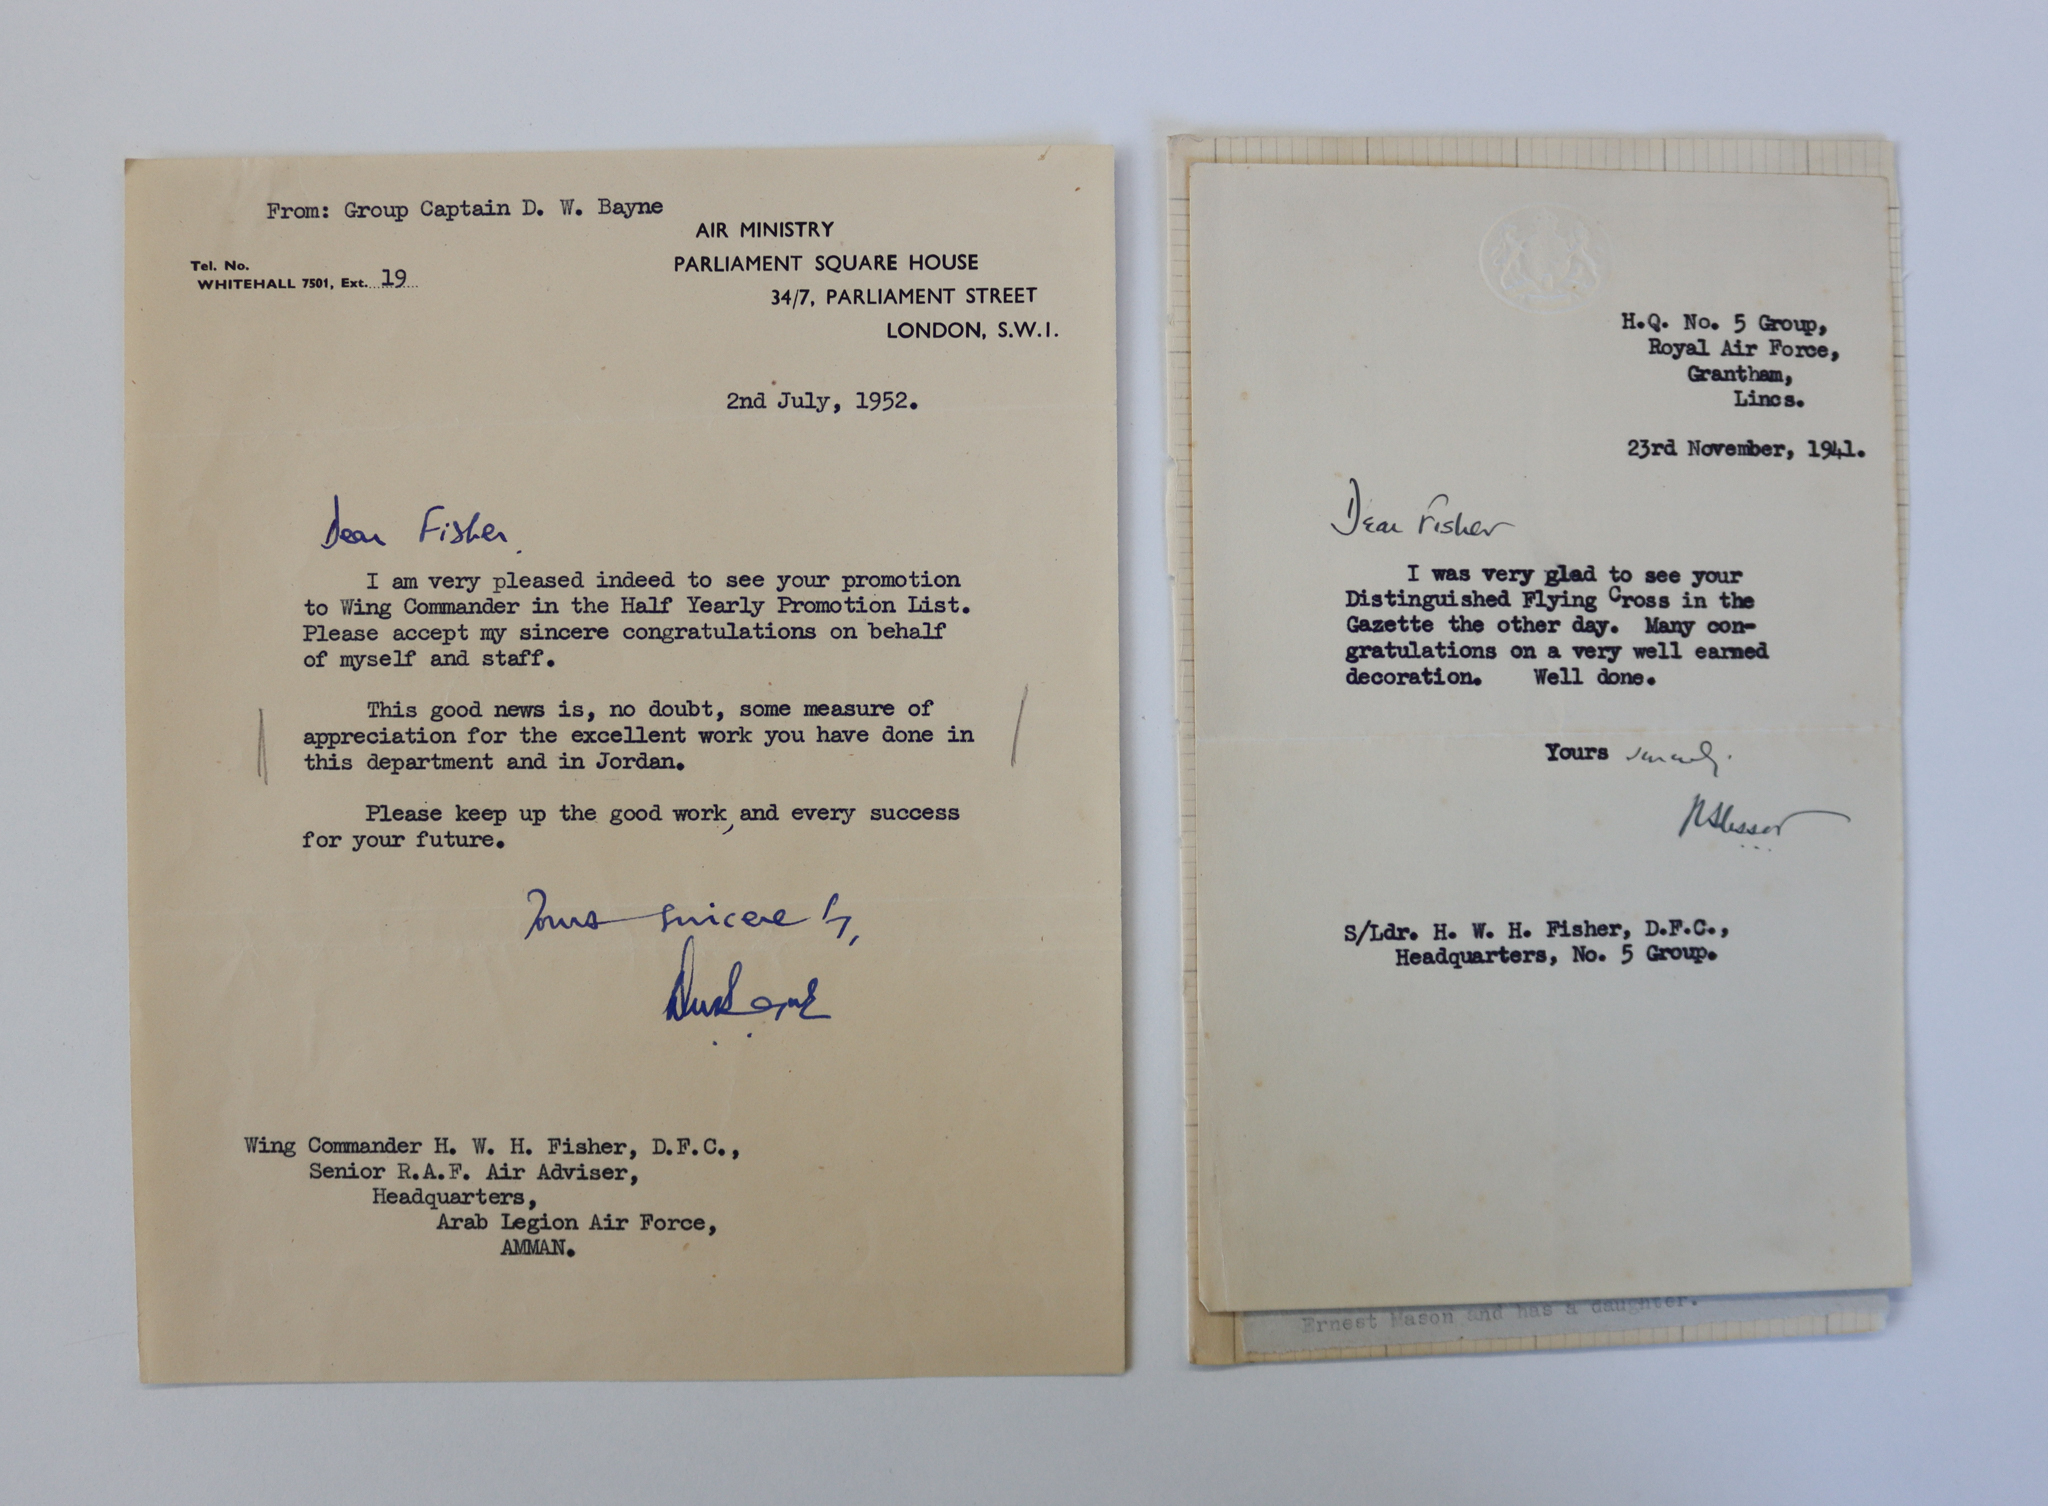 From: Group Captain D. W. Bayne
AIR MINISTRY
Tel. No.
PARLIAMENT SQUARE HOUSE
WHITEHALL 7501, Ext. 19
34/7, PARLIAMENT STREET
LONDON, S.W.1.
2nd July, 1952.
Dear Fisher,
I am very pleased indeed to see your promotion
to Wing Commander in the Half Yearly Promotion List.
Please accept my sincere congratulations on behalf
of myself and staff.
This good news is, no doubt, some measure of
appreciation for the excellent work you have done in
this department and in Jordan.
Please keep up the good work, and every success
for your future.
Yours sincerely,
Wing Commander H. W. H. Fisher, D.F.C.,
Senior R.A.F. Air Adviser,
Headquarters,
Arab Legion Air Force,
AMMAN.
H.Q. No. 5 Group,
Royal Air Force,
Grantham,
Lincs.
23rd November, 1941.
Dear Fisher
I was very glad to see your
Distinguished Flying Cross in the
Gazette the other day. Many con-
gratulations on a very well earned
decoration. Well done.
Yours sincerely.
JCSlessor
S/Ldr. H. W. H. Fisher, D.F.C.,
Headquarters, No. 5 Group.
Ernest Mason and has a daughter.